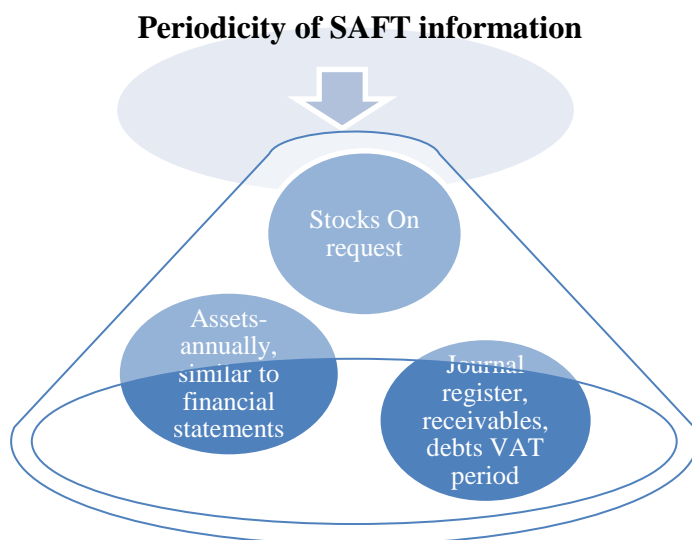 Periodicity of SAFT information
Stocks On
request
Assets-
annually,
similar to
financial
statements
Journal
register,
receivables,
debts VAT
period